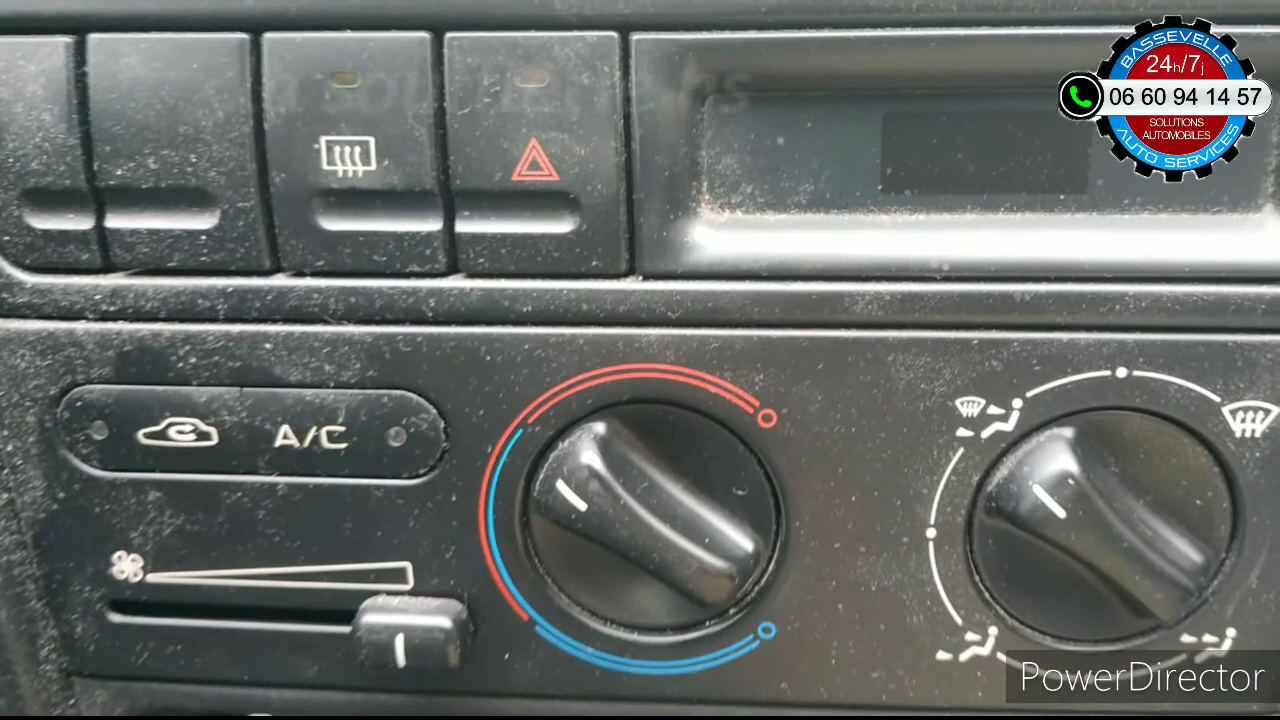 BASSEVELLE
24h/7j
06 60 94 14 57
SOLUTIONS
AUTOMOBILES
AUTO SERVICES
A/C
PowerDirector